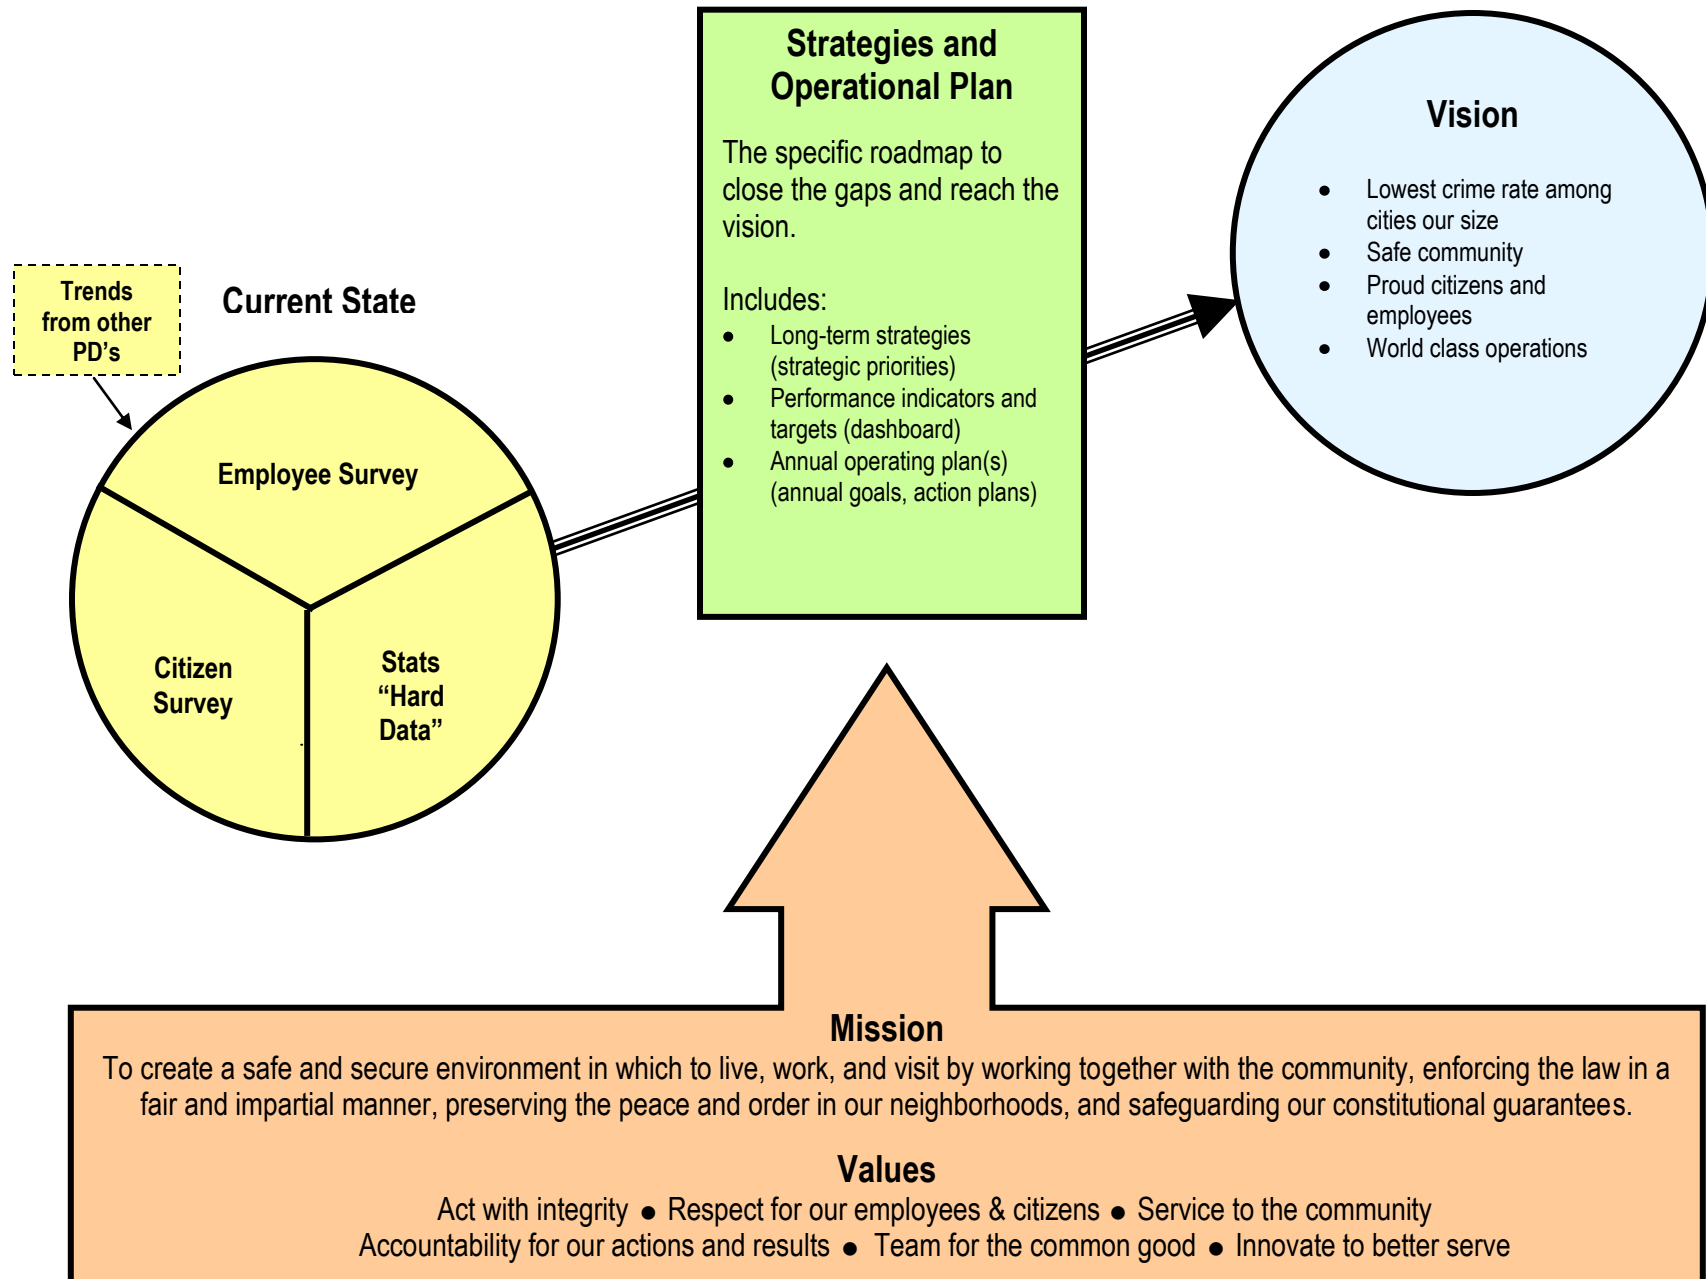 Trends
from other
PD’s
Current State
Employee Survey
Citizen
Survey
Stats
“Hard
Data”
Strategies and
Operational Plan
The specific roadmap to
close the gaps and reach the
vision.
Includes:
● Long-term strategies
(strategic priorities)
● Performance indicators and
targets (dashboard)
● Annual operating plan(s)
(annual goals, action plans)
Vision
● Lowest crime rate among
cities our size
● Safe community
● Proud citizens and
employees
● World class operations
Mission
To create a safe and secure environment in which to live, work, and visit by working together with the community, enforcing the law in a
fair and impartial manner, preserving the peace and order in our neighborhoods, and safeguarding our constitutional guarantees.
Values
Act with integrity ● Respect for our employees & citizens ● Service to the community
Accountability for our actions and results ● Team for the common good ● Innovate to better serve